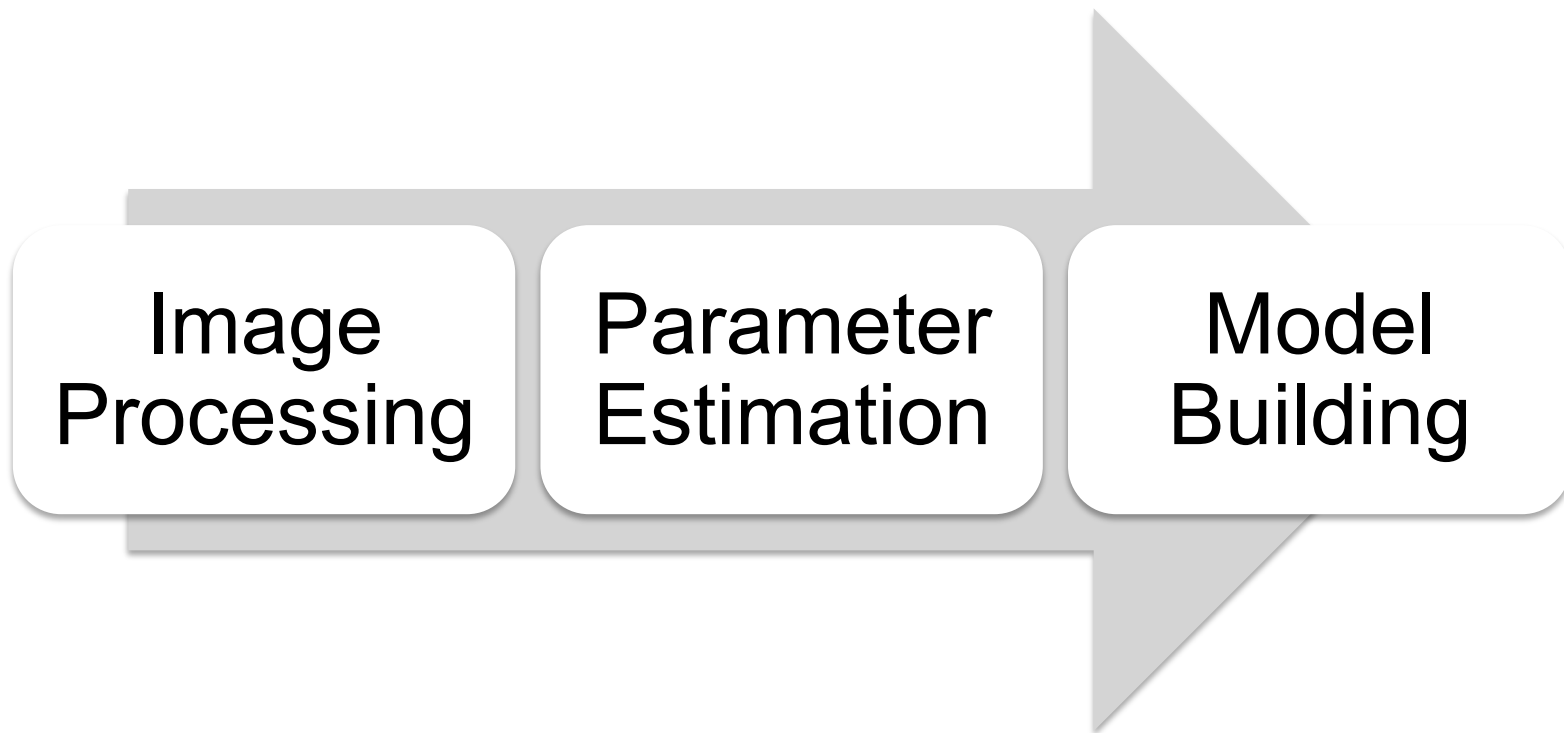 Image
Processing
Parameter
Estimation
Model
Building